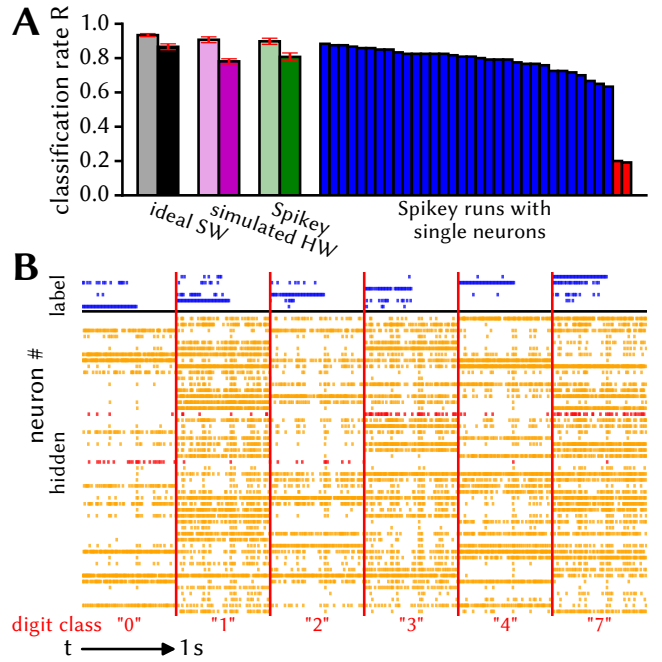 A
classification rate R
1.0
0.8
0.6
0.4
0.2
0.0
ideal SW
simulated HW
Spikey
Spikey runs with
single neurons
B
label
neuron #
hidden
digit class "0" "1" "2" "3" "4" "7"
t 1s